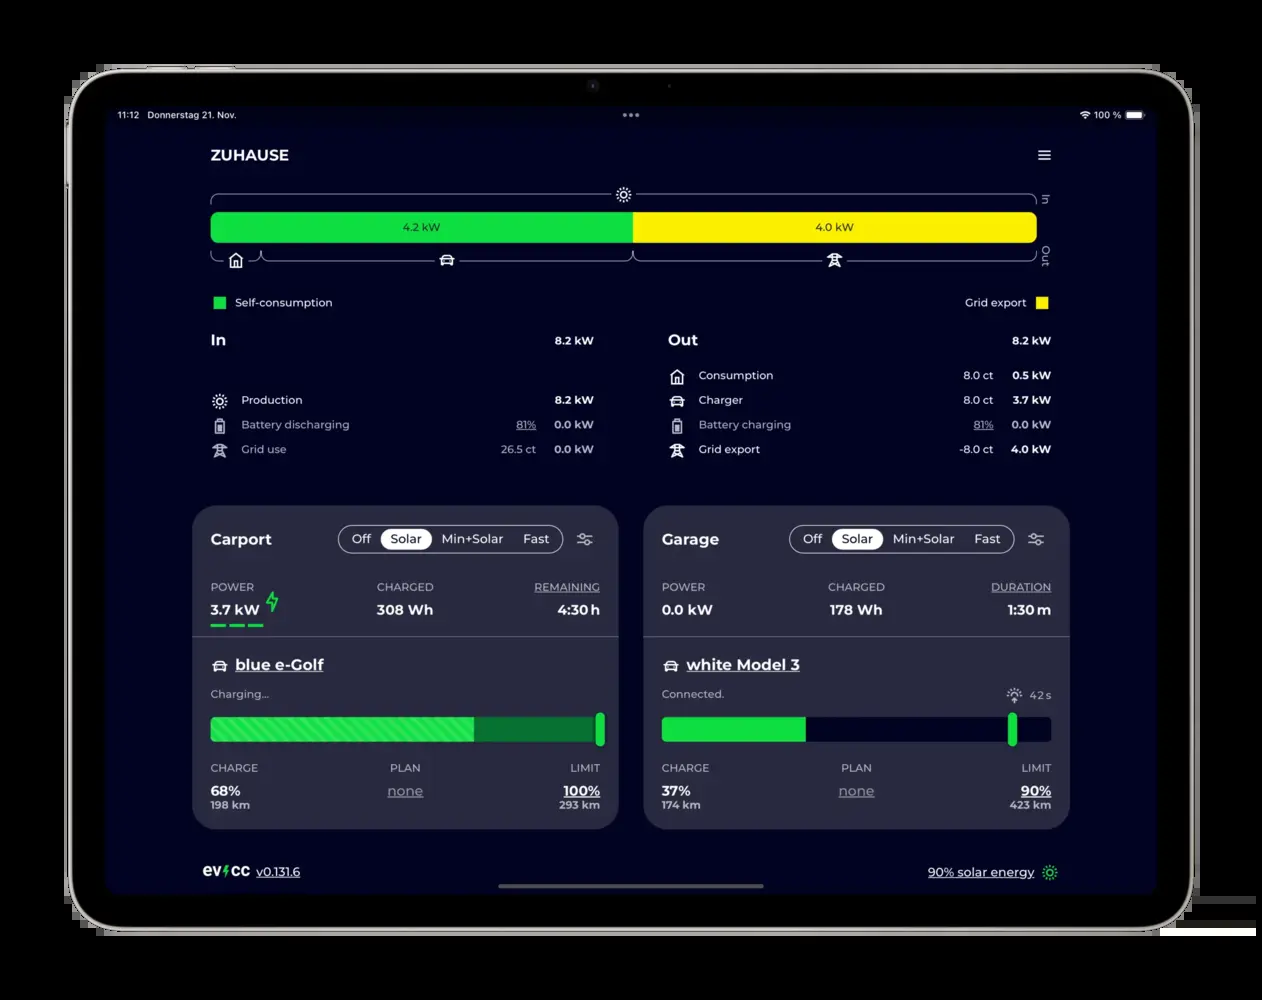 11:12 Donnerstag 21. Nov.
100 %
ZUHAUSE
In
4.2 kW 4.0 kW
Out
Self-consumption Grid export
In 8.2 kW
Production 8.2 kW
Battery discharging 81% 0.0 kW
Grid use 26.5 ct 0.0 kW
Out 8.2 kW
Consumption 8.0 ct 0.5 kW
Charger 8.0 ct 3.7 kW
Battery charging 81% 0.0 kW
Grid export -8.0 ct 4.0 kW
Carport Off Solar Min+Solar Fast
POWER CHARGED REMAINING
3.7 kW 308 Wh 4:30 h
blue e-Golf
Charging...
CHARGE PLAN LIMIT
68% none 100%
198 km 293 km
Garage Off Solar Min+Solar Fast
POWER CHARGED DURATION
0.0 kW 178 Wh 1:30 m
white Model 3
Connected. 42 s
CHARGE PLAN LIMIT
37% none 90%
174 km 423 km
evcc v0.131.6
90% solar energy